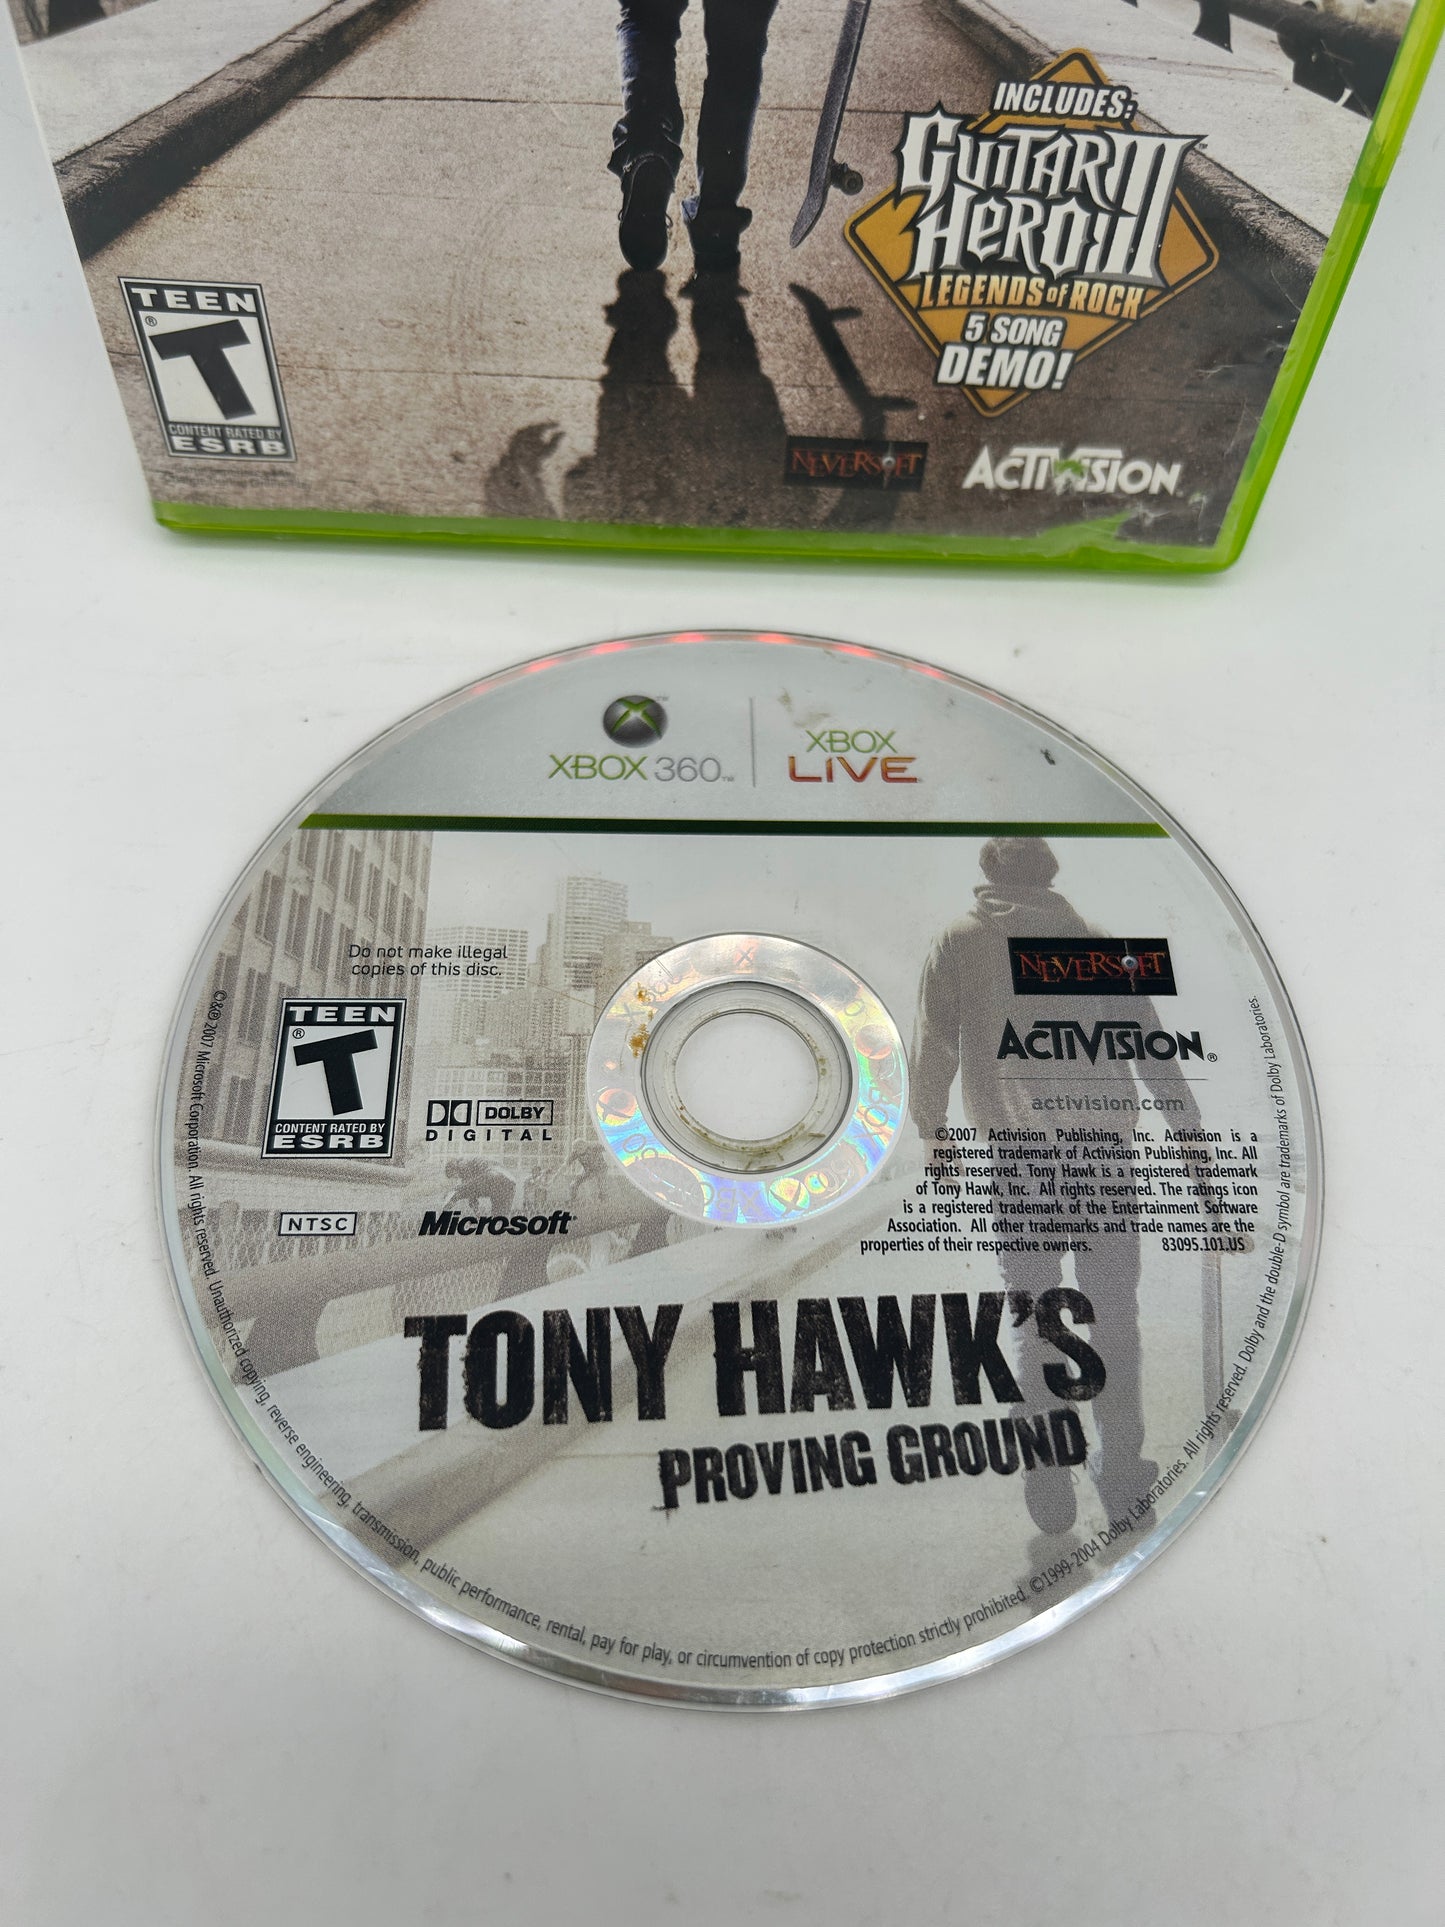 INCLUDES:
GUITAR
HERO III
LEGENDS of ROCK
5 SONG
DEMO!
TEEN
T
®
CONTENT RATED BY
ESRB
NEVERSOFT
ACTIVISION
XBOX 360™
XBOX
LIVE
Do not make illegal
copies of this disc.
TEEN
®
T
CONTENT RATED BY
ESRB
DOLBY
DIGITAL
NTSC
Microsoft
NEVERSOFT
ACTIVISION®
activision.com
©2007 Activision Publishing, Inc. Activision is a
registered trademark of Activision Publishing, Inc. All
rights reserved. Tony Hawk is a registered trademark
of Tony Hawk, Inc. All rights reserved. The ratings icon
is a registered trademark of the Entertainment Software
Association. All other trademarks and trade names are the
properties of their respective owners. 83095.101.US
TONY HAWK'S
PROVING GROUND
©&℗ 2007 Microsoft Corporation. All rights reserved. Unauthorized copying, reverse engineering, transmission, public performance, rental, pay for play, or circumvention of copy protection strictly prohibited. ©1999-2004 Dolby Laboratories. All rights reserved. Dolby and the double-D symbol are trademarks of Dolby Laboratories.